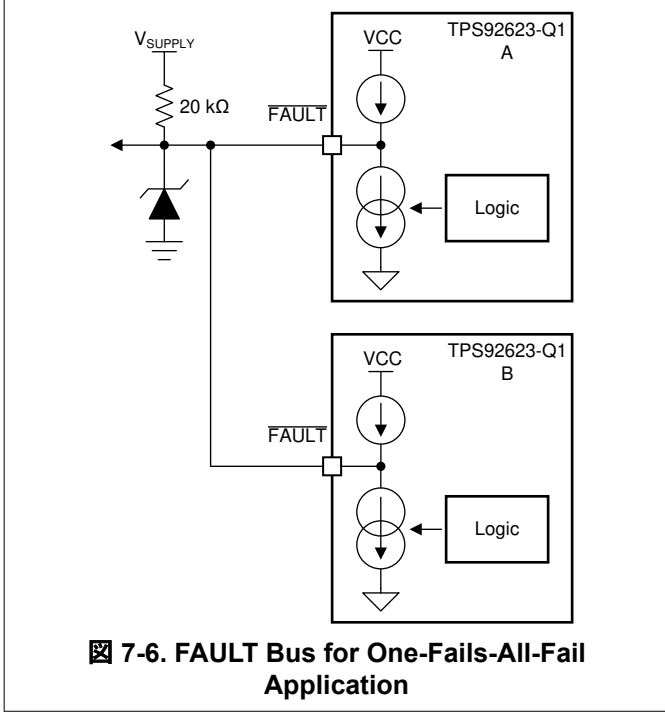 V_SUPPLY
20 kΩ
FAULT
VCC
TPS92623-Q1
A
Logic
FAULT
VCC
TPS92623-Q1
B
Logic
図 7-6. FAULT Bus for One-Fails-All-Fail
Application